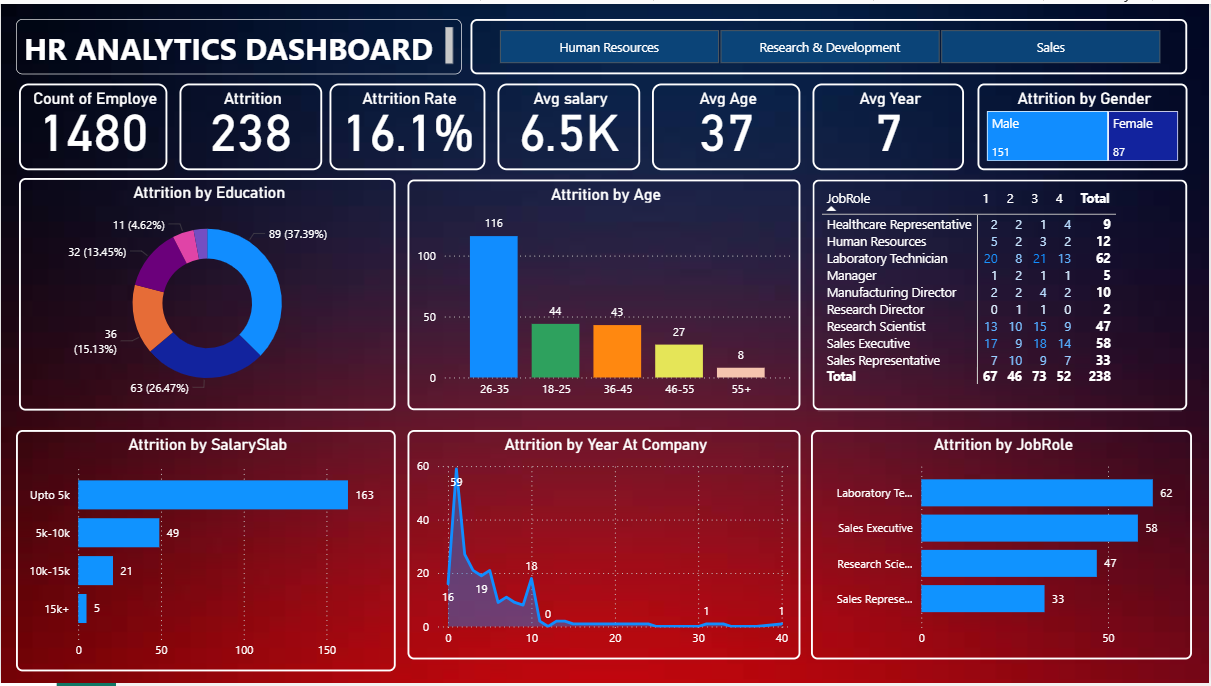 HR ANALYTICS DASHBOARD
Human Resources
Research & Development
Sales
Count of Employe
1480
Attrition
238
Attrition Rate
16.1%
Avg salary
6.5K
Avg Age
37
Avg Year
7
Attrition by Gender
Male
151
Female
87
Attrition by Education
11 (4.62%)
89 (37.39%)
32 (13.45%)
36
(15.13%)
63 (26.47%)
Attrition by Age
116
100
44
43
50
27
8
0
26-35 18-25 36-45 46-55 55+
JobRole 1 2 3 4 Total
Healthcare Representative 2 2 1 4 9
Human Resources 5 2 3 2 12
Laboratory Technician 20 8 21 13 62
Manager 1 2 1 1 5
Manufacturing Director 2 2 4 2 10
Research Director 0 1 1 0 2
Research Scientist 13 10 15 9 47
Sales Executive 17 9 18 14 58
Sales Representative 7 10 9 7 33
Total 67 46 73 52 238
Attrition by SalarySlab
Upto 5k 163
5k-10k 49
10k-15k 21
15k+ 5
0 50 100 150
Attrition by Year At Company
60
59
40
20
18
19
16
0
1
1
0
0 10 20 30 40
Attrition by JobRole
Laboratory Te... 62
Sales Executive 58
Research Scie... 47
Sales Represe... 33
0 50